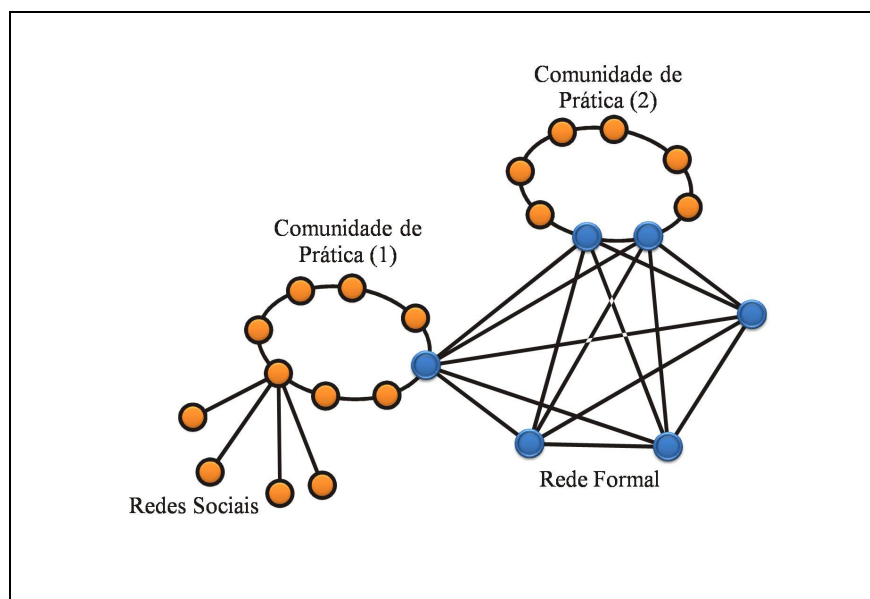 Comunidade de
Prática (2)
Comunidade de
Prática (1)
Rede Formal
Redes Sociais